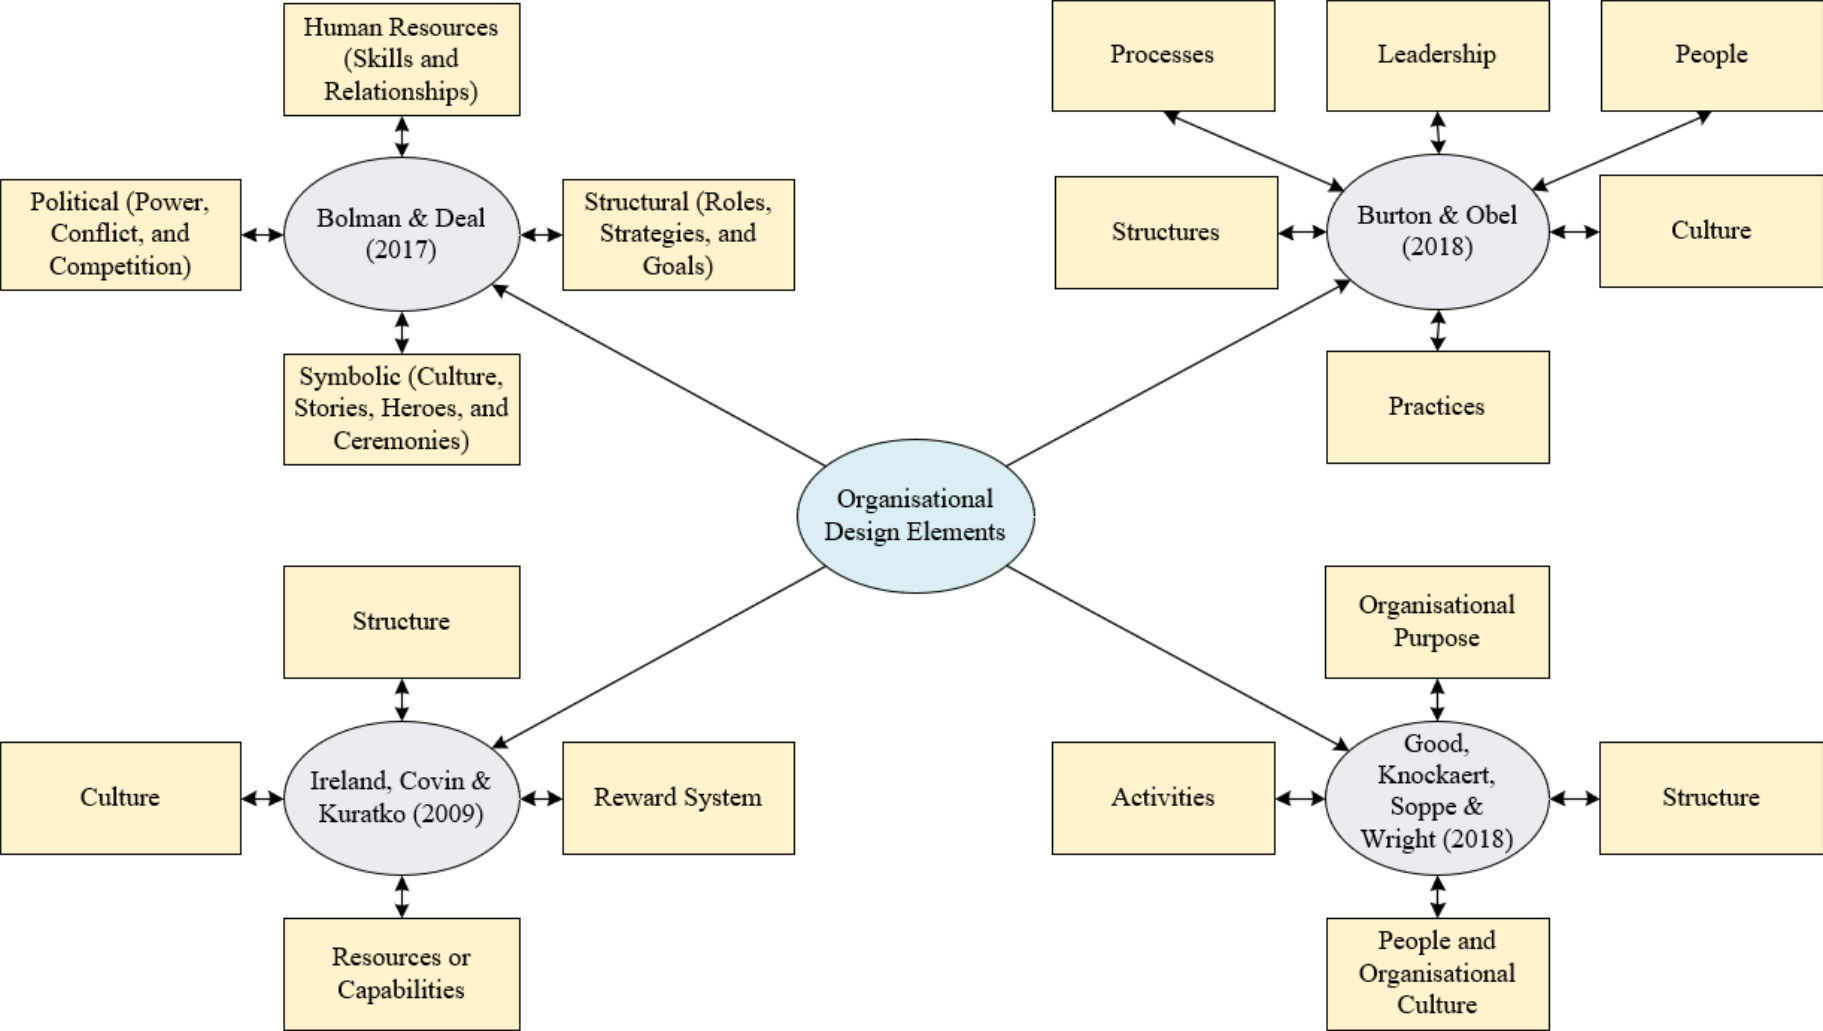 Human Resources
(Skills and
Relationships)
Political (Power,
Conflict, and
Competition)
Bolman & Deal
(2017)
Structural (Roles,
Strategies, and
Goals)
Symbolic (Culture,
Stories, Heroes, and
Ceremonies)
Processes
Leadership
People
Structures
Burton & Obel
(2018)
Culture
Practices
Organisational
Design Elements
Structure
Culture
Ireland, Covin &
Kuratko (2009)
Reward System
Resources or
Capabilities
Organisational
Purpose
Activities
Good,
Knockaert,
Soppe &
Wright (2018)
Structure
People and
Organisational
Culture